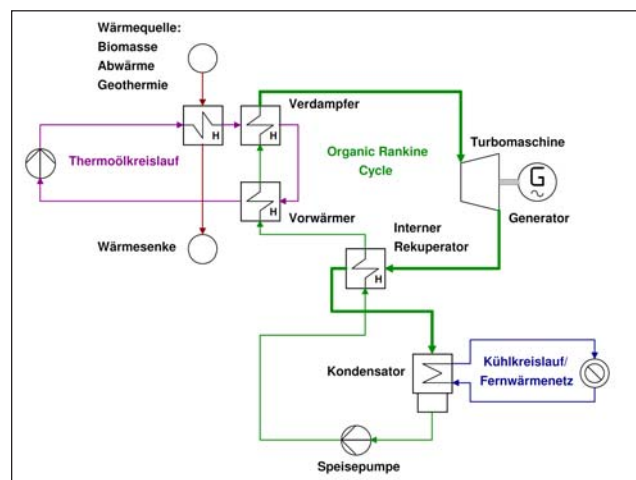 Wärmequelle:
Biomasse
Abwärme
Geothermie
Verdampfer
H
H
Thermoölkreislauf
Organic Rankine
Cycle
Turbomaschine
G
Generator
H
Vorwärmer
Wärmesenke
Interner
Rekuperator
H
Kondensator
Kühlkreislauf/
Fernwärmenetz
Speisepumpe